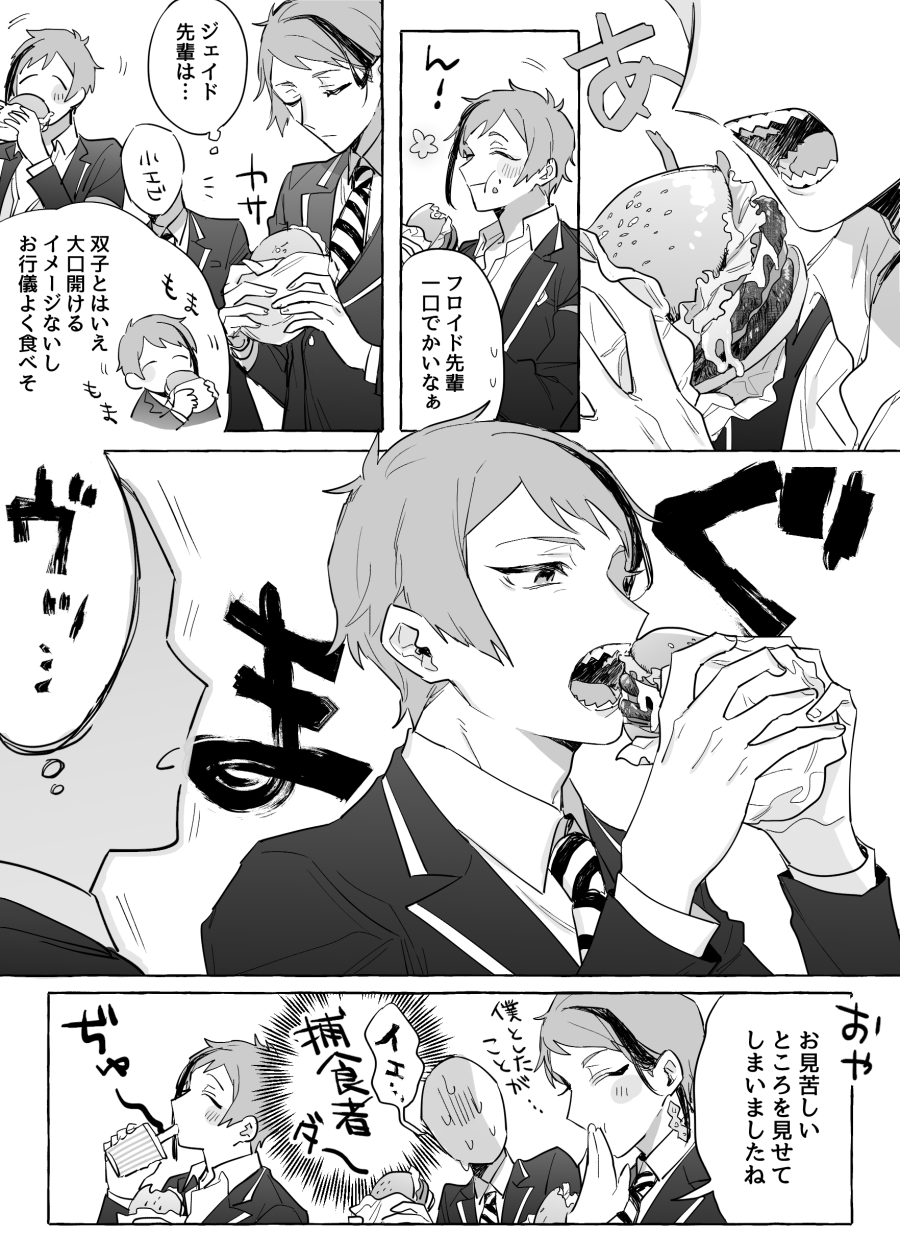 あ
ん!
フロイド先輩
一口でかいなぁ
ジェイド
先輩は…
小エビ
カサ
双子とはいえ
大口開ける
イメージないし
お行儀よく食べそ
もま
もま
ぐ
まぁ
ヴッ…
おや
お見苦しい
ところを見せて
しまいましたね
僕とした
ことが…
イエ…
捕食者
ダ〜
ぢゅー